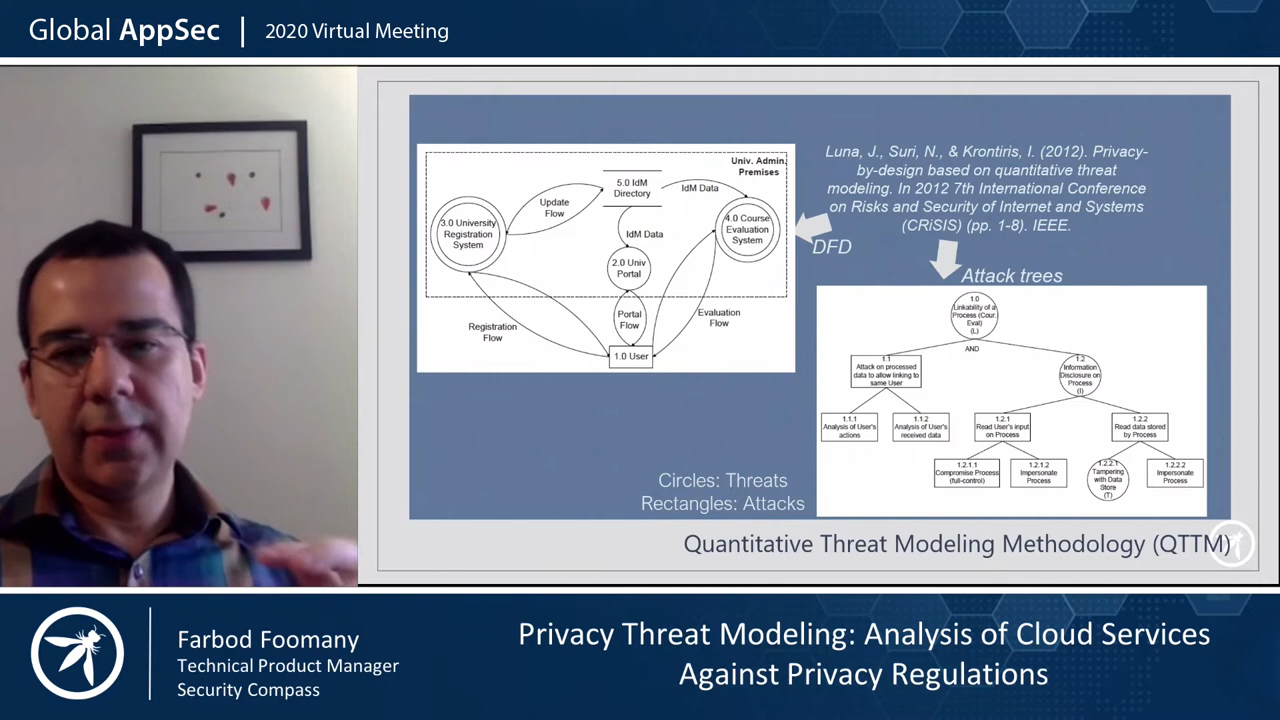 Global AppSec | 2020 Virtual Meeting
Univ. Admin.
Premises
5.0 IdM
Directory
IdM Data
Update
Flow
3.0 University
Registration
System
4.0 Course
Evaluation
System
IdM Data
2.0 Univ
Portal
Portal
Flow
Registration
Flow
Evaluation
Flow
1.0 User
Luna, J., Suri, N., & Krontiris, I. (2012). Privacy-
by-design based on quantitative threat
modeling. In 2012 7th International Conference
on Risks and Security of Internet and Systems
(CRiSIS) (pp. 1-8). IEEE.
DFD
Attack trees
1.0
Linkability of a
Process (Cour.
Eval)
(L)
AND
1.1
Attack on processed
data to allow linking to
same User
1.2
Information
Disclosure on
Process
(I)
1.1.1
Analysis of User's
actions
1.1.2
Analysis of User's
received data
1.2.1
Read User's input
on Process
1.2.2
Read data stored
by Process
1.2.1.1
Compromise Process
(full-control)
1.2.1.2
Impersonate
Process
1.2.2.1
Tampering
with Data
Store
(T)
1.2.2.2
Impersonate
Process
Circles: Threats
Rectangles: Attacks
Quantitative Threat Modeling Methodology (QTTM)
Farbod Foomany
Technical Product Manager
Security Compass
Privacy Threat Modeling: Analysis of Cloud Services
Against Privacy Regulations